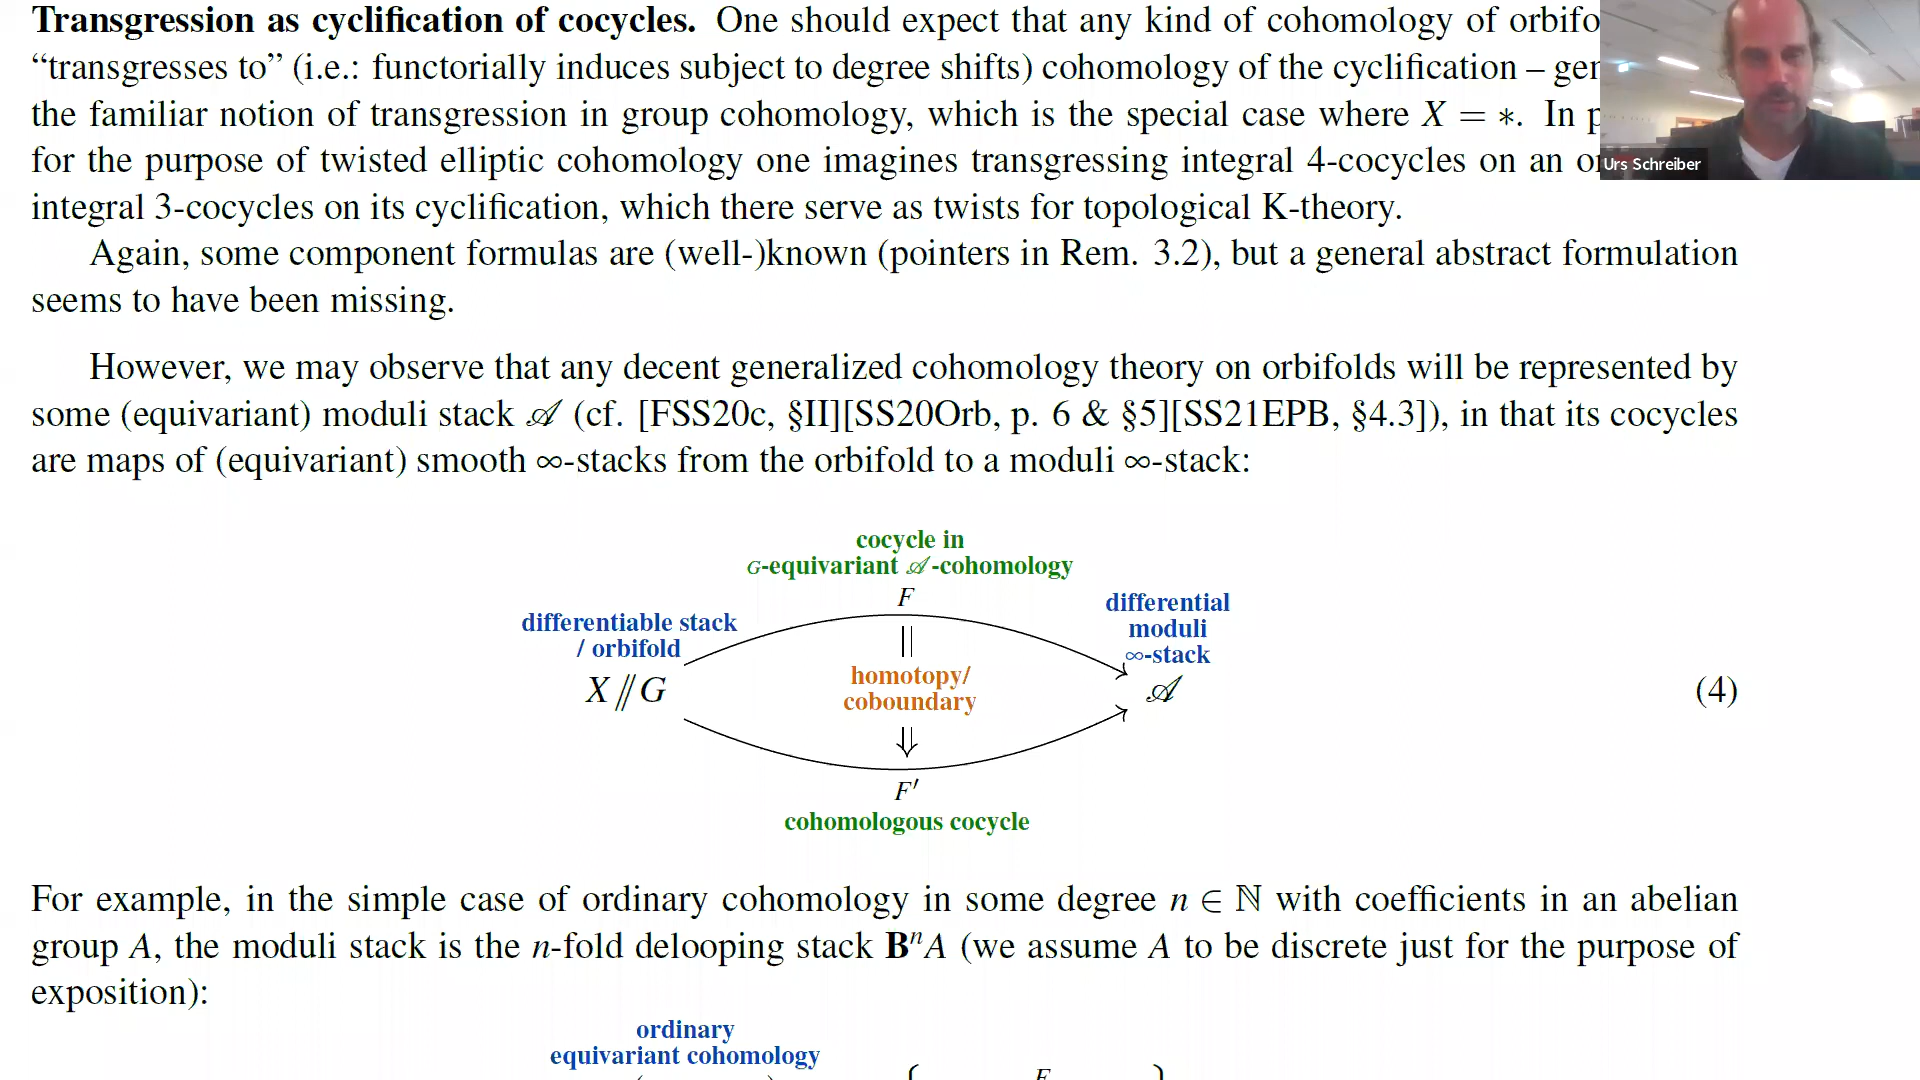 Transgression as cyclification of cocycles. One should expect that any kind of cohomology of orbifo
“transgresses to” (i.e.: functorially induces subject to degree shifts) cohomology of the cyclification – ger
the familiar notion of transgression in group cohomology, which is the special case where X = ∗. In p
for the purpose of twisted elliptic cohomology one imagines transgressing integral 4-cocycles on an or
Urs Schreiber
integral 3-cocycles on its cyclification, which there serve as twists for topological K-theory.
Again, some component formulas are (well-)known (pointers in Rem. 3.2), but a general abstract formulation
seems to have been missing.
However, we may observe that any decent generalized cohomology theory on orbifolds will be represented by
some (equivariant) moduli stack 𝒜 (cf. [FSS20c, §II][SS20Orb, p. 6 & §5][SS21EPB, §4.3]), in that its cocycles
are maps of (equivariant) smooth ∞-stacks from the orbifold to a moduli ∞-stack:
cocycle in
G-equivariant 𝒜-cohomology
F
differentiable stack
/ orbifold
differential
moduli
∞-stack
X⫽G
homotopy/
coboundary
𝒜
(4)
F′
cohomologous cocycle
For example, in the simple case of ordinary cohomology in some degree n ∈ ℕ with coefficients in an abelian
group A, the moduli stack is the n-fold delooping stack BⁿA (we assume A to be discrete just for the purpose of
exposition):
ordinary
equivariant cohomology
F